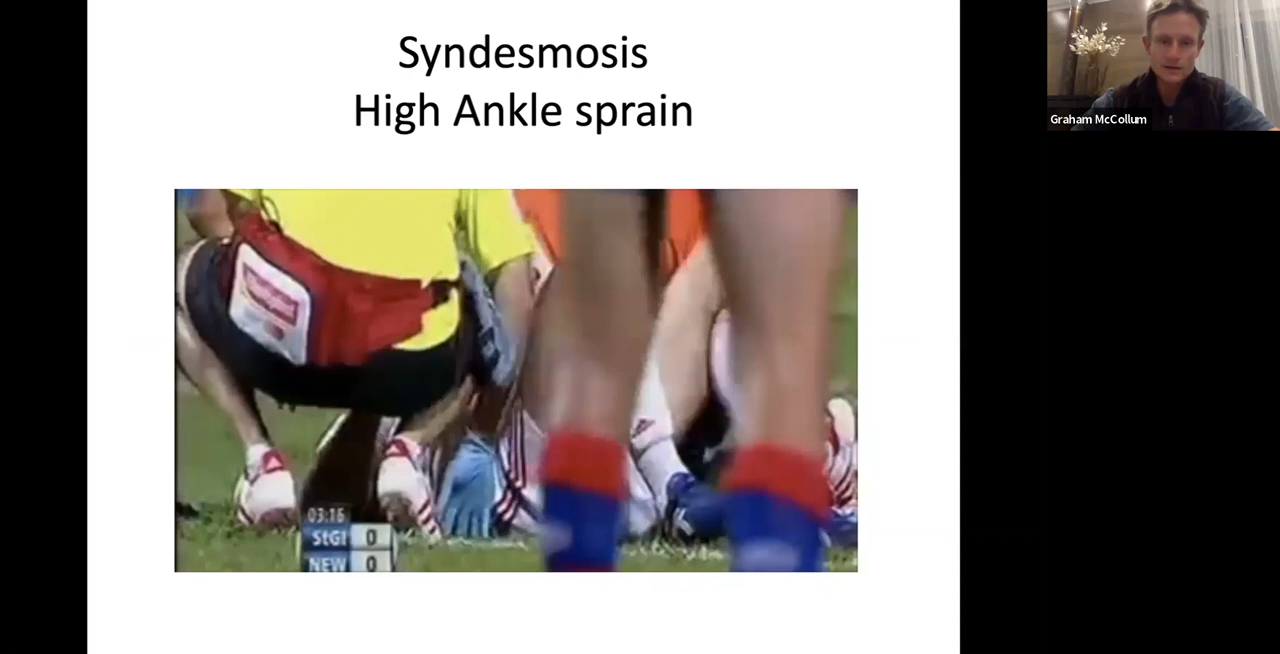 Syndesmosis
High Ankle sprain
Graham McCollum
03:16
StGI 0
NEW 0